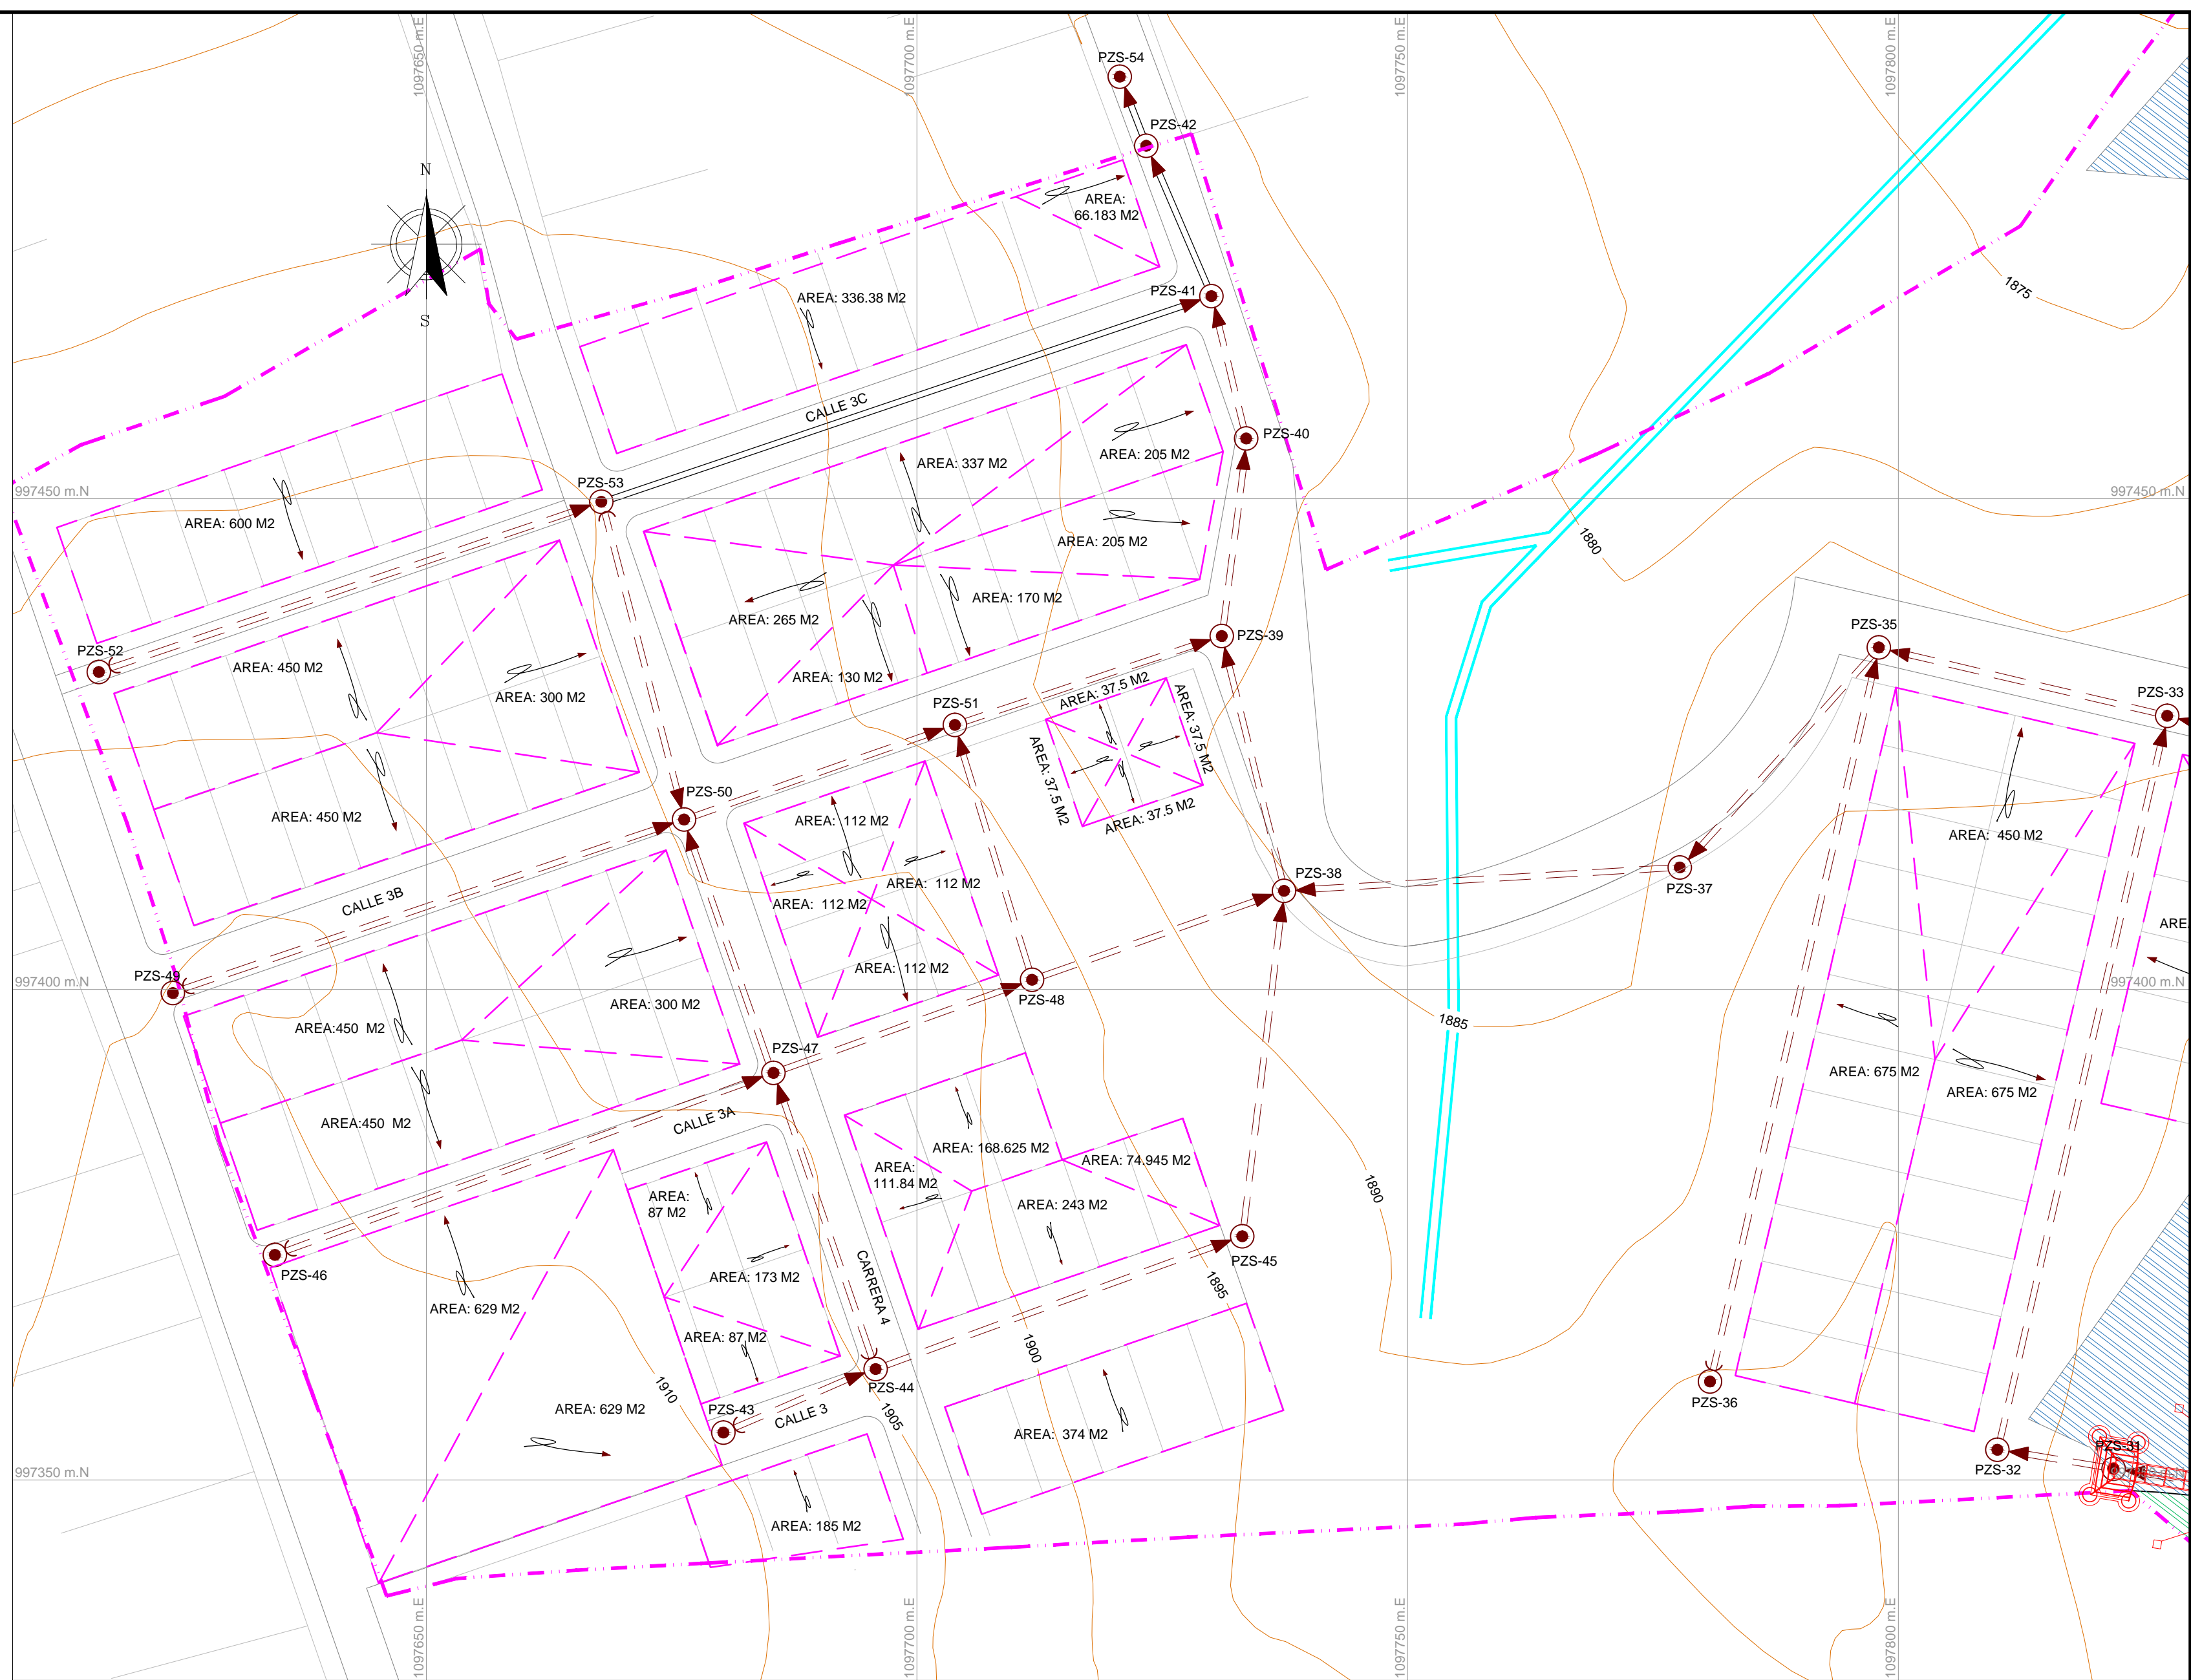 1097650 m.E
1097700 m.E
1097750 m.E
1097800 m.E
PZS-54
PZS-42
N
S
AREA:
66.183 M2
PZS-41
AREA: 336.38 M2
1875
CALLE 3C
PZS-40
AREA: 337 M2
AREA: 205 M2
PZS-53
997450 m.N
997450 m.N
AREA: 600 M2
AREA: 205 M2
1880
AREA: 170 M2
AREA: 265 M2
PZS-39
PZS-35
PZS-52
AREA: 450 M2
AREA: 300 M2
AREA: 130 M2
AREA: 37.5 M2
AREA: 37.5 M2
AREA: 37.5 M2
AREA: 37.5 M2
PZS-33
PZS-51
PZS-50
AREA: 450 M2
AREA: 112 M2
AREA: 450 M2
AREA: 112 M2
AREA: 112 M2
PZS-38
PZS-37
CALLE 3B
ARE
AREA: 112 M2
PZS-49
997400 m.N
PZS-48
AREA: 300 M2
1885
AREA:450 M2
PZS-47
AREA: 675 M2
AREA: 675 M2
AREA:450 M2
CALLE 3A
AREA: 168.625 M2
AREA: 74.945 M2
AREA:
111.84 M2
1890
AREA:
87 M2
AREA: 243 M2
PZS-46
PZS-45
AREA: 173 M2
AREA: 629 M2
CARRERA 4
1895
AREA: 87 M2
1900
PZS-44
1910
PZS-36
AREA: 629 M2
PZS-43
CALLE 3
1905
AREA: 374 M2
PZS-31
PZS-32
997350 m.N
AREA: 185 M2
1097650 m.E
1097700 m.E
1097750 m.E
1097800 m.E